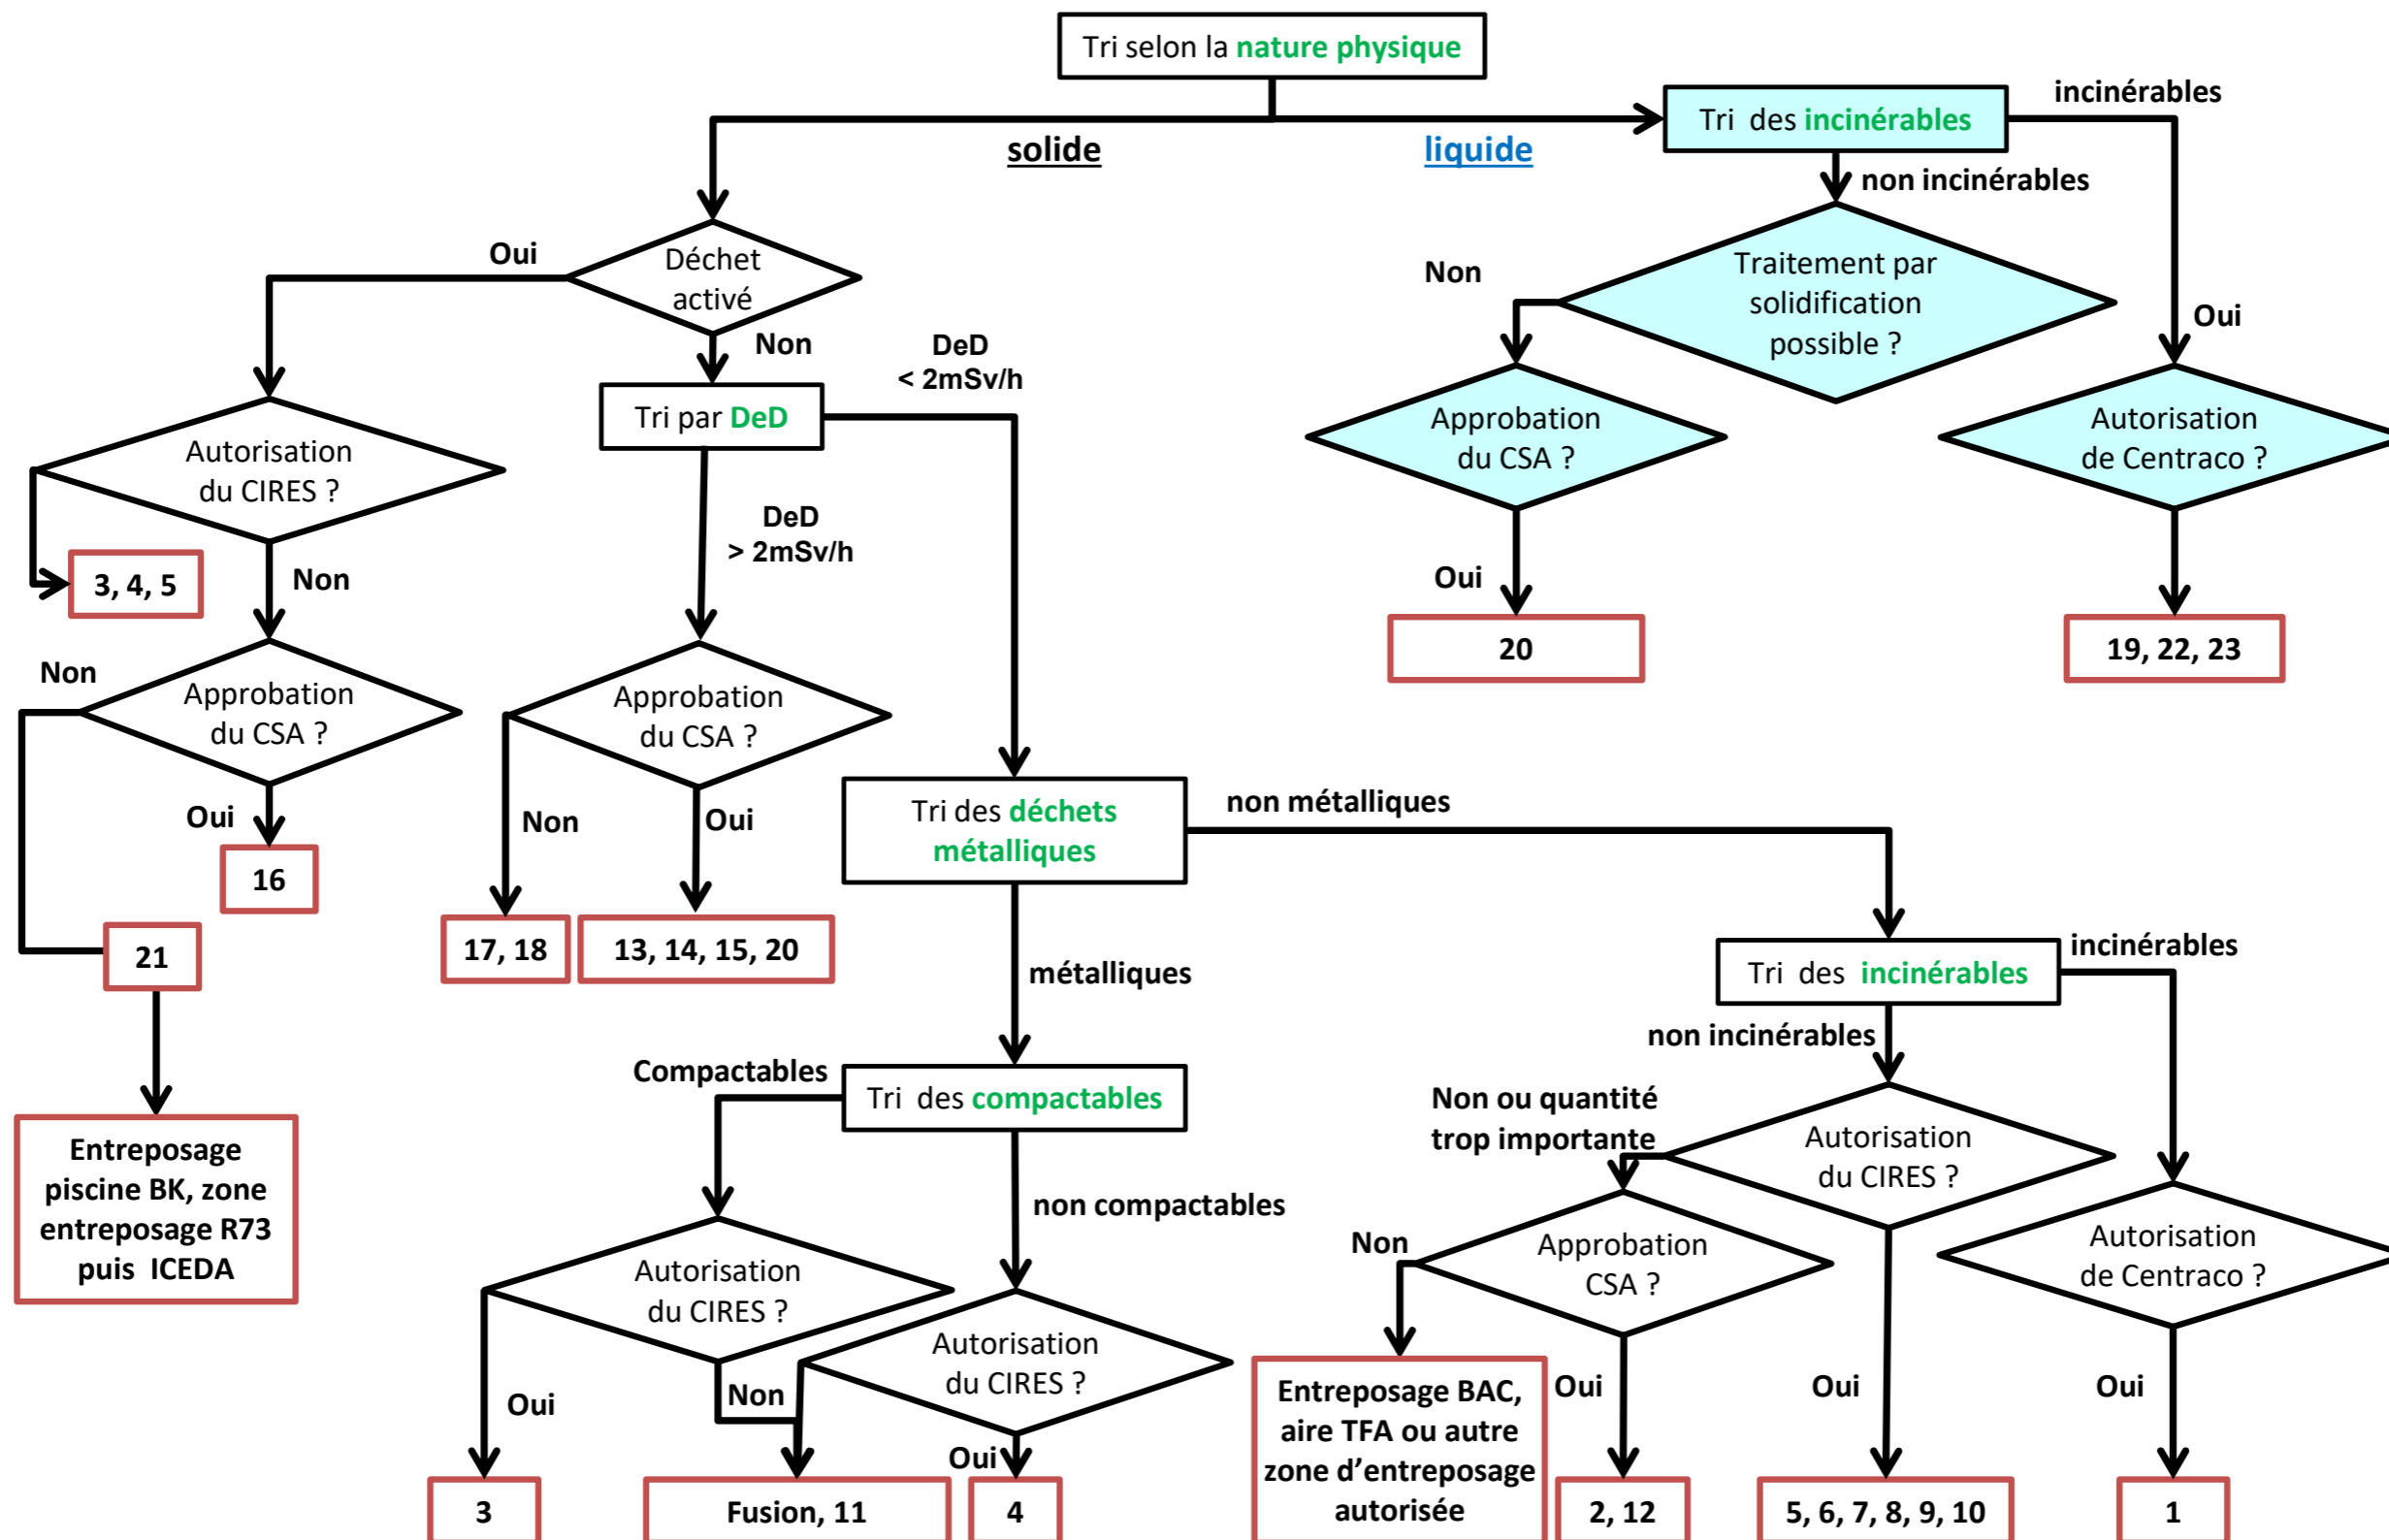 Tri selon la nature physique
incinérables
Tri des incinérables
solide
liquide
non incinérables
Oui
Déchet
activé
Non
Traitement par
solidification
possible ?
Oui
Non
DeD
< 2mSv/h
Tri par DeD
Approbation
du CSA ?
Autorisation
de Centraco ?
Autorisation
du CIRES ?
DeD
> 2mSv/h
3, 4, 5
Non
Oui
20
19, 22, 23
Non
Approbation
du CSA ?
Approbation
du CSA ?
Oui
16
Non
Oui
Tri des déchets
métalliques
non métalliques
21
17, 18
13, 14, 15, 20
métalliques
Tri des incinérables
incinérables
non incinérables
Compactables
Tri des compactables
Non ou quantité
trop importante
Autorisation
du CIRES ?
Entreposage
piscine BK, zone
entreposage R73
puis ICEDA
non compactables
Autorisation
du CIRES ?
Non
Approbation
CSA ?
Autorisation
de Centraco ?
Autorisation
du CIRES ?
Oui
Non
Oui
Entreposage BAC,
aire TFA ou autre
zone d’entreposage
autorisée
Oui
Oui
Oui
3
Fusion, 11
4
2, 12
5, 6, 7, 8, 9, 10
1